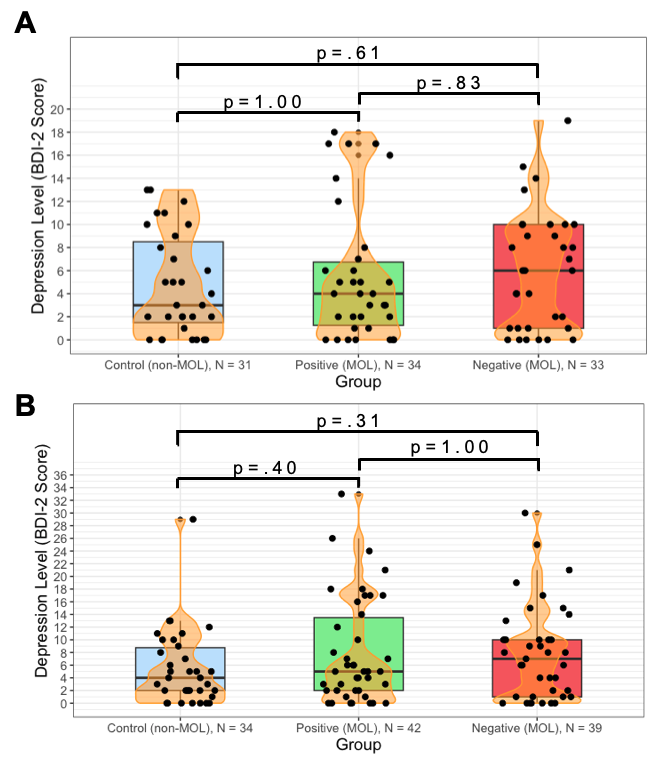 A
p=.61
p=.83
p=1.00
Depression Level (BDI-2 Score)
20
18
16
14
12
10
8
6
4
2
0
Control (non-MOL), N = 31
Positive (MOL), N = 34
Negative (MOL), N = 33
Group
B
p=.31
p=1.00
p=.40
Depression Level (BDI-2 Score)
36
34
32
30
28
26
24
22
20
18
16
14
12
10
8
6
4
2
0
Control (non-MOL), N = 34
Positive (MOL), N = 42
Negative (MOL), N = 39
Group